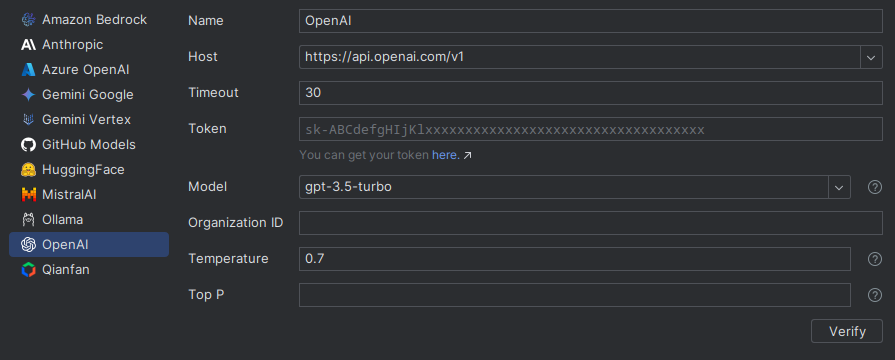 Amazon Bedrock
Anthropic
Azure OpenAI
Gemini Google
Gemini Vertex
GitHub Models
HuggingFace
MistralAI
Ollama
OpenAI
Qianfan
Name OpenAI
Host https://api.openai.com/v1
Timeout 30
Token sk-ABCdefgHIjKlxxxxxxxxxxxxxxxxxxxxxxxxxxxxxxxxxxx
You can get your token here. ↗
Model gpt-3.5-turbo ?
Organization ID
Temperature 0.7 ?
Top P ?
Verify